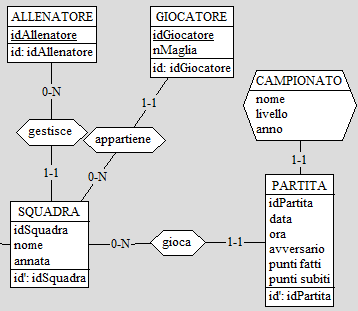 ALLENATORE
idAllenatore
id: idAllenatore
GIOCATORE
idGiocatore
nMaglia
id: idGiocatore
CAMPIONATO
nome
livello
anno
0-N
1-1
gestisce
appartiene
1-1
0-N
1-1
SQUADRA
idSquadra
nome
annata
id': idSquadra
0-N
gioca
1-1
PARTITA
idPartita
data
ora
avversario
punti fatti
punti subiti
id': idPartita